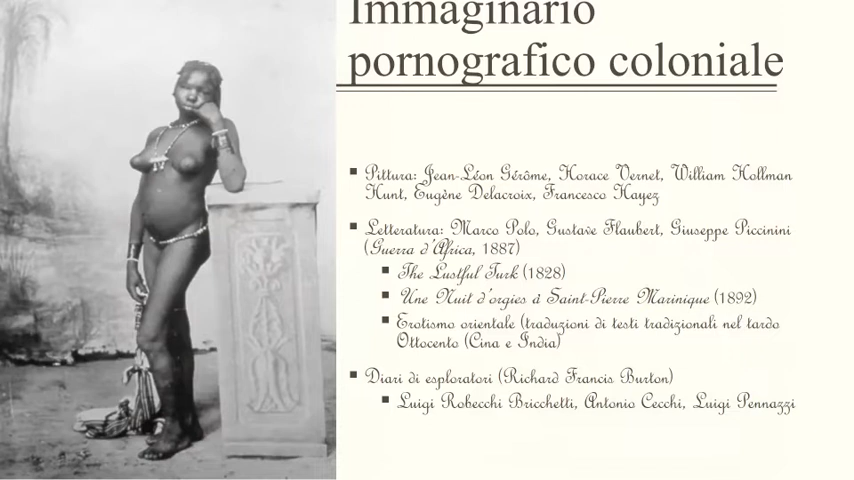 Immaginario
pornografico coloniale
▪ Pittura: Jean-Léon Gérôme, Horace Vernet, William Hollman
Hunt, Eugène Delacroix, Francesco Hayez
▪ Letteratura: Marco Polo, Gustave Flaubert, Giuseppe Piccinini
(Guerra d'Africa, 1887)
▪ The Lustful Turk (1828)
▪ Une Nuit d'orgies à Saint-Pierre Marinique (1892)
▪ Erotismo orientale (traduzioni di testi tradizionali nel tardo
Ottocento (Cina e India)
▪ Diari di esploratori (Richard Francis Burton)
▪ Luigi Robecchi Bricchetti, Antonio Cecchi, Luigi Pennazzi